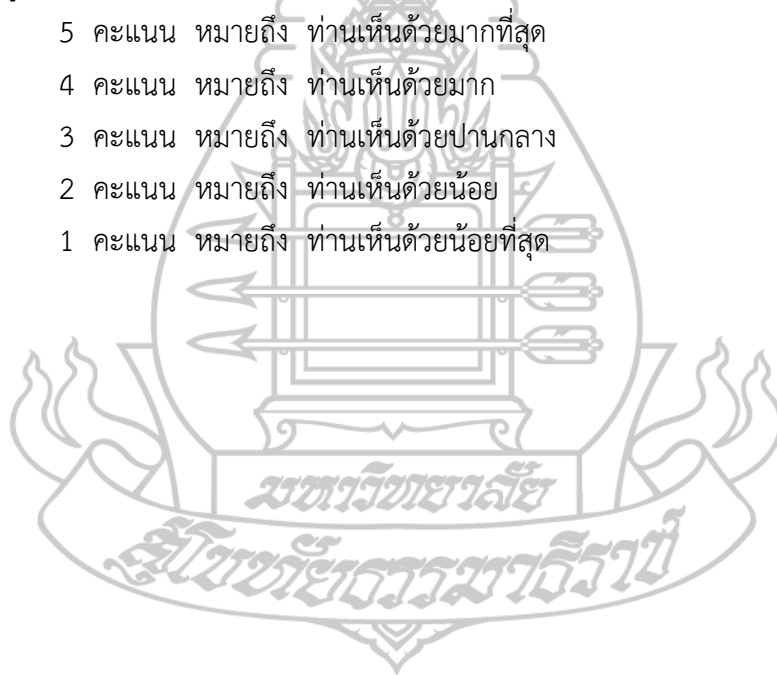 5 คะแนน หมายถึง ท่านเห็นด้วยมากที่สุด
4 คะแนน หมายถึง ท่านเห็นด้วยมาก
3 คะแนน หมายถึง ท่านเห็นด้วยปานกลาง
2 คะแนน หมายถึง ท่านเห็นด้วยน้อย
1 คะแนน หมายถึง ท่านเห็นด้วยน้อยที่สุด
มหาวิทยาลัย
สุโขทัยธรรมาธิราช